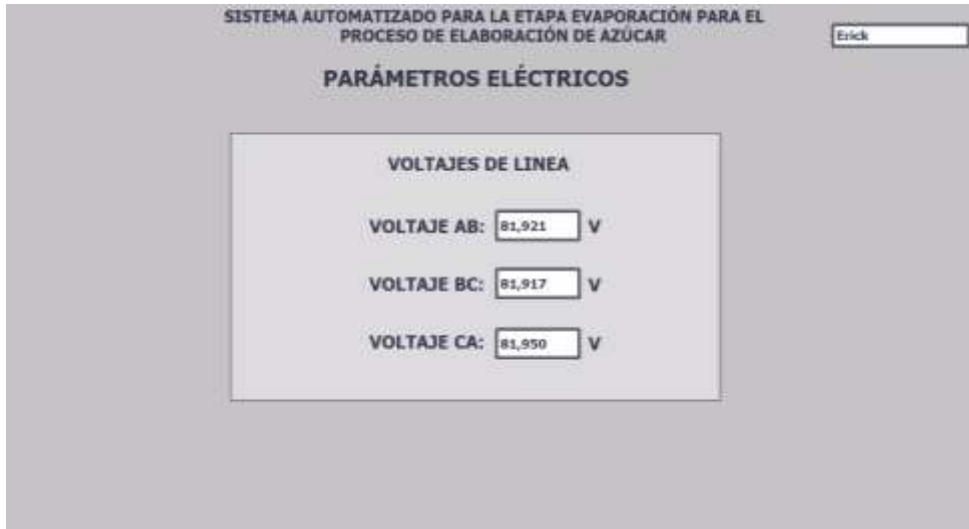 SISTEMA AUTOMATIZADO PARA LA ETAPA EVAPORACIÓN PARA EL
PROCESO DE ELABORACIÓN DE AZÚCAR
Erick
PARÁMETROS ELÉCTRICOS
VOLTAJES DE LINEA
VOLTAJE AB: 81,921 V
VOLTAJE BC: 81,917 V
VOLTAJE CA: 81,950 V